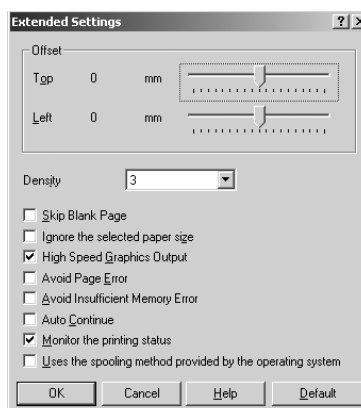 Extended Settings
Offset
Top 0 mm
Left 0 mm
Density 3
Skip Blank Page
Ignore the selected paper size
High Speed Graphics Output
Avoid Page Error
Avoid Insufficient Memory Error
Auto Continue
Monitor the printing status
Uses the spooling method provided by the operating system
OK Cancel Help Default